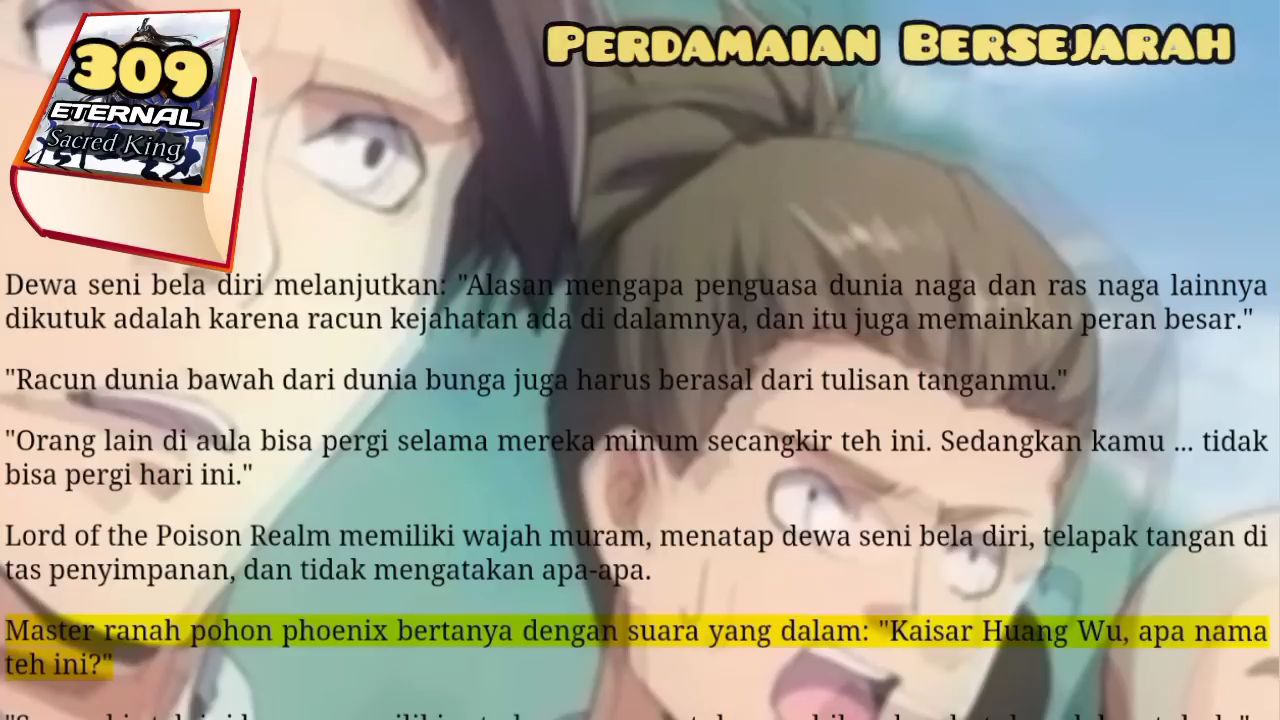 309
ETERNAL
Sacred King
PERDAMAIAN BERSEJARAH
Dewa seni bela diri melanjutkan: "Alasan mengapa penguasa dunia naga dan ras naga lainnya
dikutuk adalah karena racun kejahatan ada di dalamnya, dan itu juga memainkan peran besar."
"Racun dunia bawah dari dunia bunga juga harus berasal dari tulisan tanganmu."
"Orang lain di aula bisa pergi selama mereka minum secangkir teh ini. Sedangkan kamu ... tidak
bisa pergi hari ini."
Lord of the Poison Realm memiliki wajah muram, menatap dewa seni bela diri, telapak tangan di
tas penyimpanan, dan tidak mengatakan apa-apa.
Master ranah pohon phoenix bertanya dengan suara yang dalam: "Kaisar Huang Wu, apa nama
teh ini?"